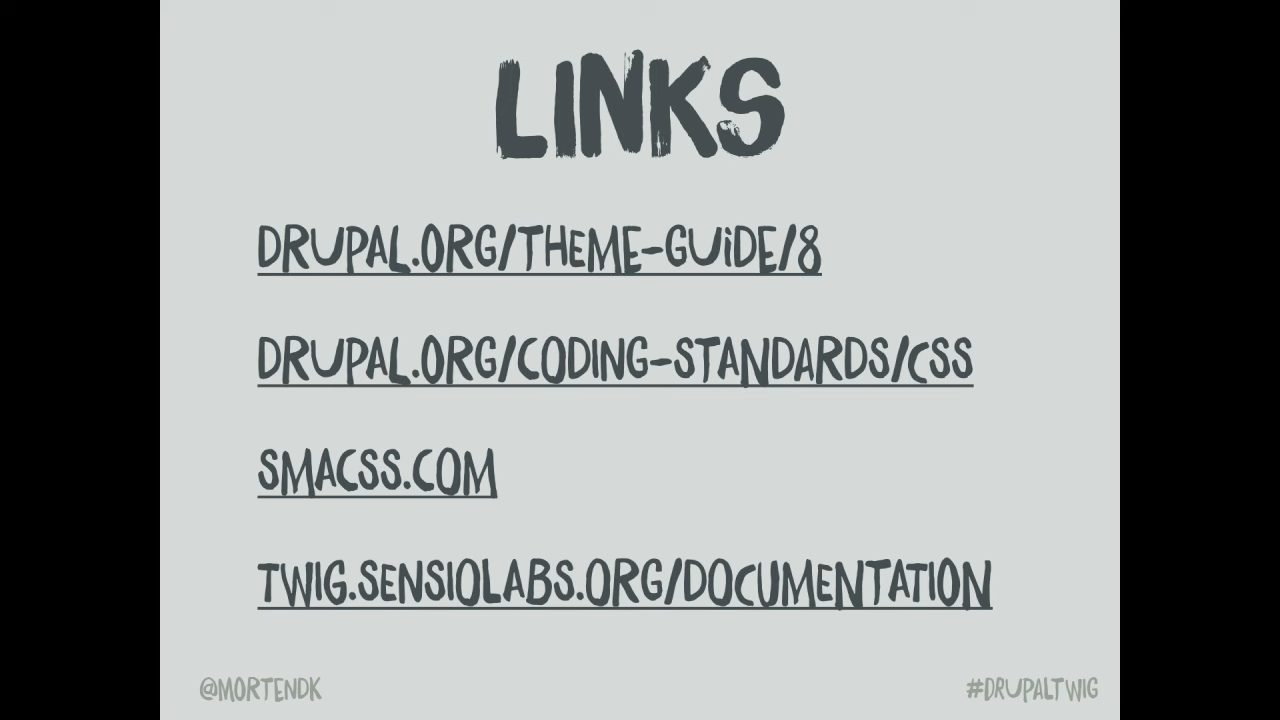 LINKS
DRUPAL.ORG/THEME-GUIDE/8
DRUPAL.ORG/CODING-STANDARDS/CSS
SMACSS.COM
TWIG.SENSIOLABS.ORG/DOCUMENTATION
@MORTENDK
#DRUPALTWIG